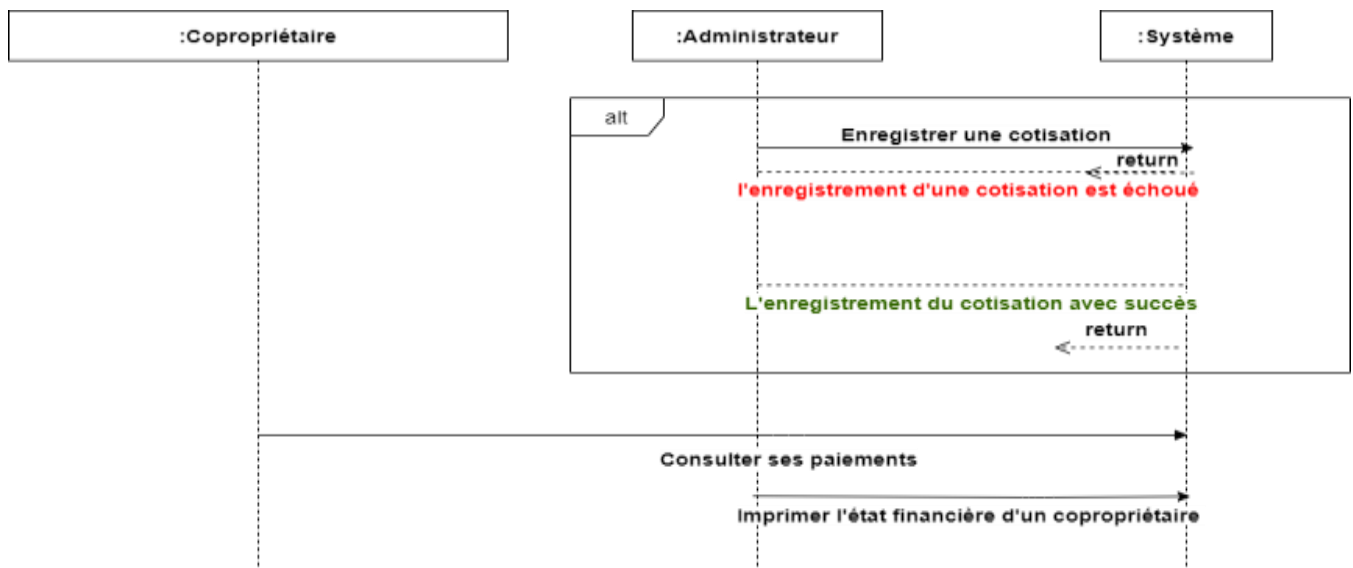 :Copropriétaire
:Administrateur
:Système
alt
Enregistrer une cotisation
return
l'enregistrement d'une cotisation est échoué
L'enregistrement du cotisation avec succès
return
Consulter ses paiements
Imprimer l'état financière d'un copropriétaire